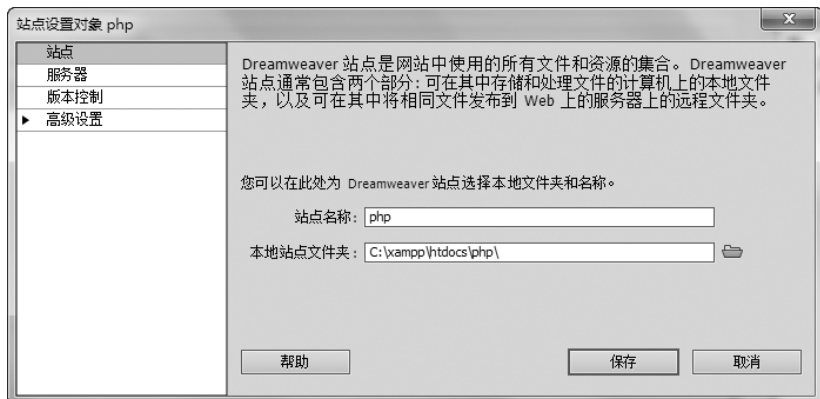 站点设置对象 php
站点
服务器
版本控制
高级设置
Dreamweaver 站点是网站中使用的所有文件和资源的集合。Dreamweaver
站点通常包含两个部分：可在其中存储和处理文件的计算机上的本地文件
夹，以及可在其中将相同文件发布到 Web 上的服务器上的远程文件夹。
您可以在此处为 Dreamweaver 站点选择本地文件夹和名称。
站点名称：php
本地站点文件夹：C:\xampp\htdocs\php\
帮助 保存 取消